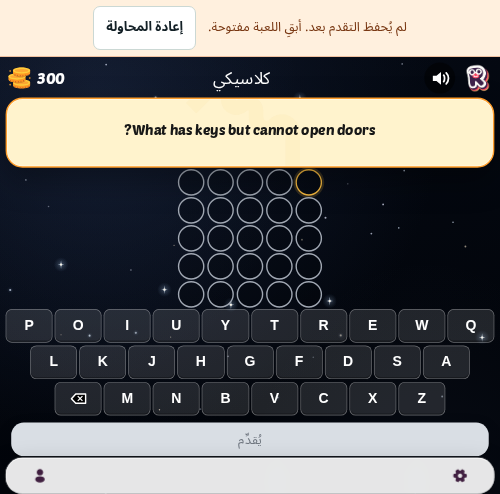 لم يُحفظ التقدم بعد. أبقِ اللعبة مفتوحة.
إعادة المحاولة
300
كلاسيكي
?What has keys but cannot open doors
P O I U Y T R E W Q
L K J H G F D S A
M N B V C X Z
يُقدِّم